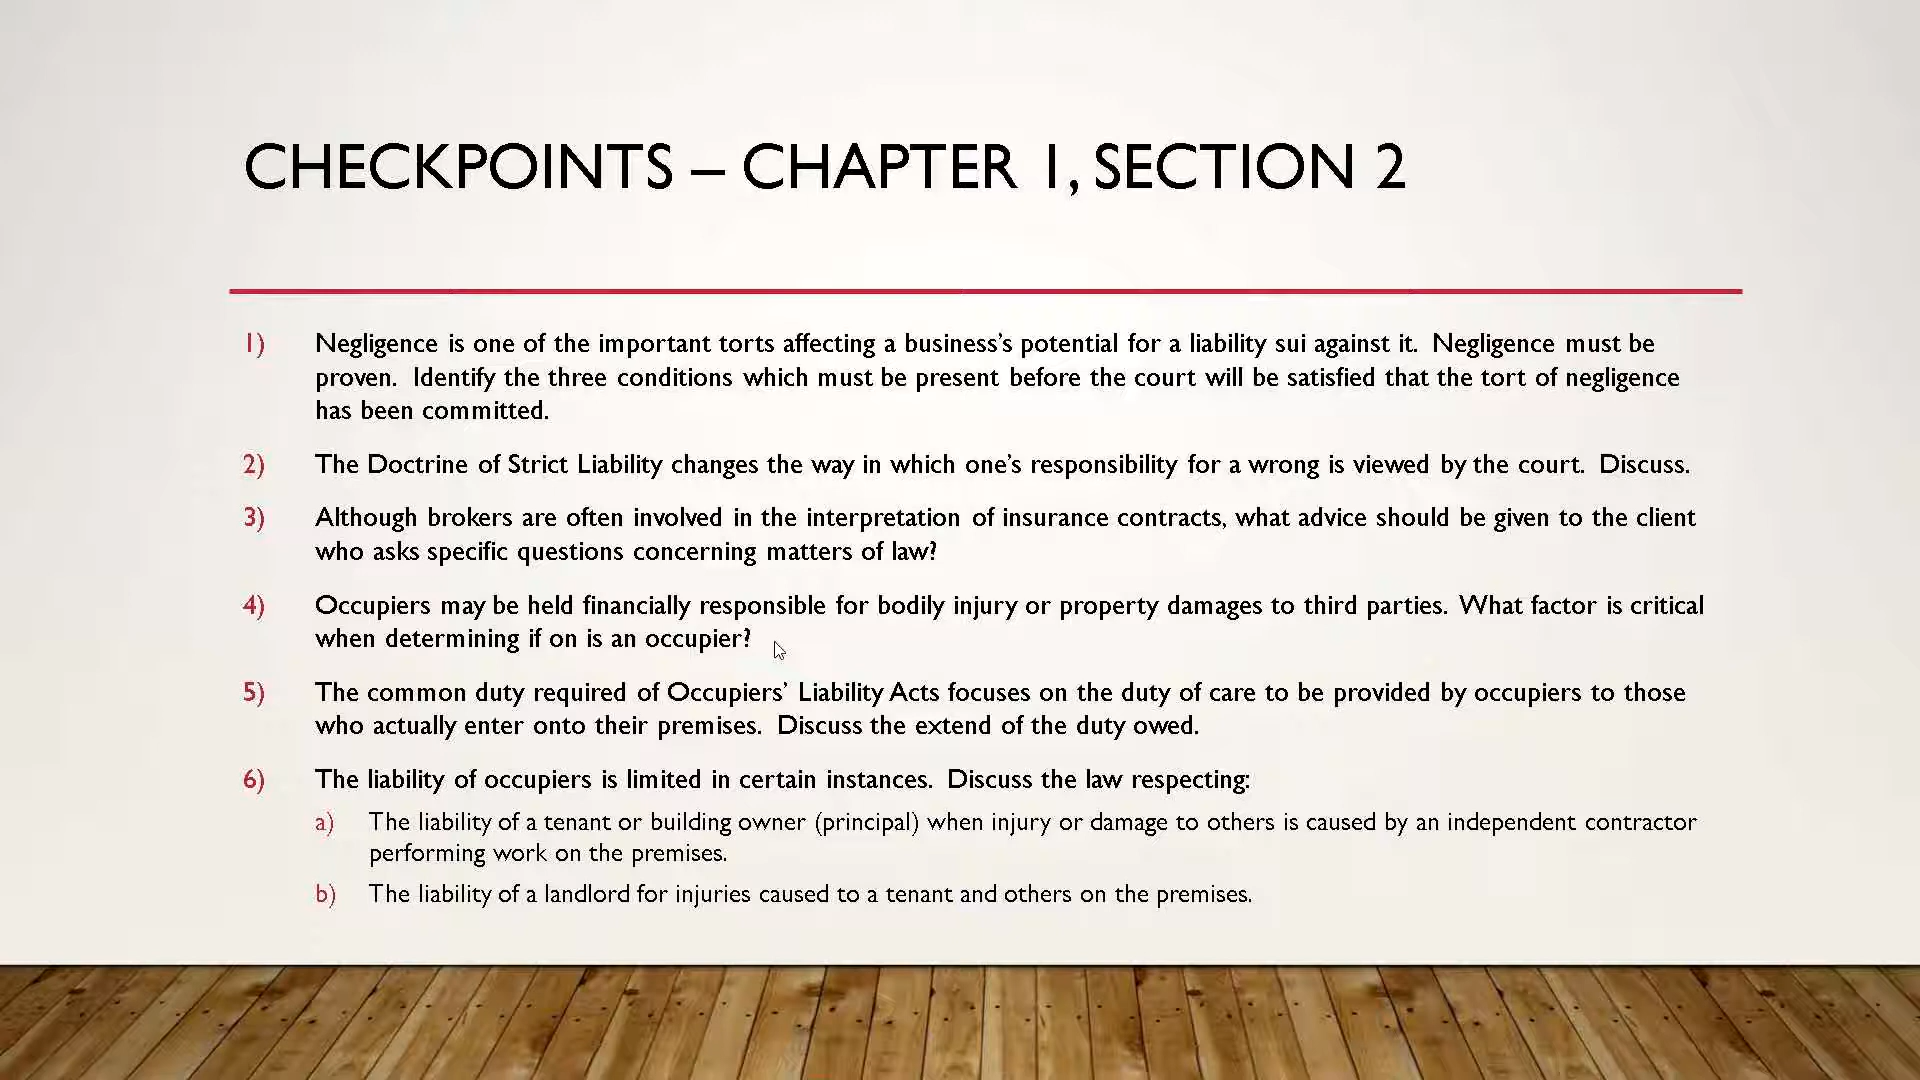 CHECKPOINTS – CHAPTER 1, SECTION 2
1) Negligence is one of the important torts affecting a business’s potential for a liability sui against it. Negligence must be
proven. Identify the three conditions which must be present before the court will be satisfied that the tort of negligence
has been committed.
2) The Doctrine of Strict Liability changes the way in which one’s responsibility for a wrong is viewed by the court. Discuss.
3) Although brokers are often involved in the interpretation of insurance contracts, what advice should be given to the client
who asks specific questions concerning matters of law?
4) Occupiers may be held financially responsible for bodily injury or property damages to third parties. What factor is critical
when determining if on is an occupier?
5) The common duty required of Occupiers’ Liability Acts focuses on the duty of care to be provided by occupiers to those
who actually enter onto their premises. Discuss the extend of the duty owed.
6) The liability of occupiers is limited in certain instances. Discuss the law respecting:
a) The liability of a tenant or building owner (principal) when injury or damage to others is caused by an independent contractor
performing work on the premises.
b) The liability of a landlord for injuries caused to a tenant and others on the premises.